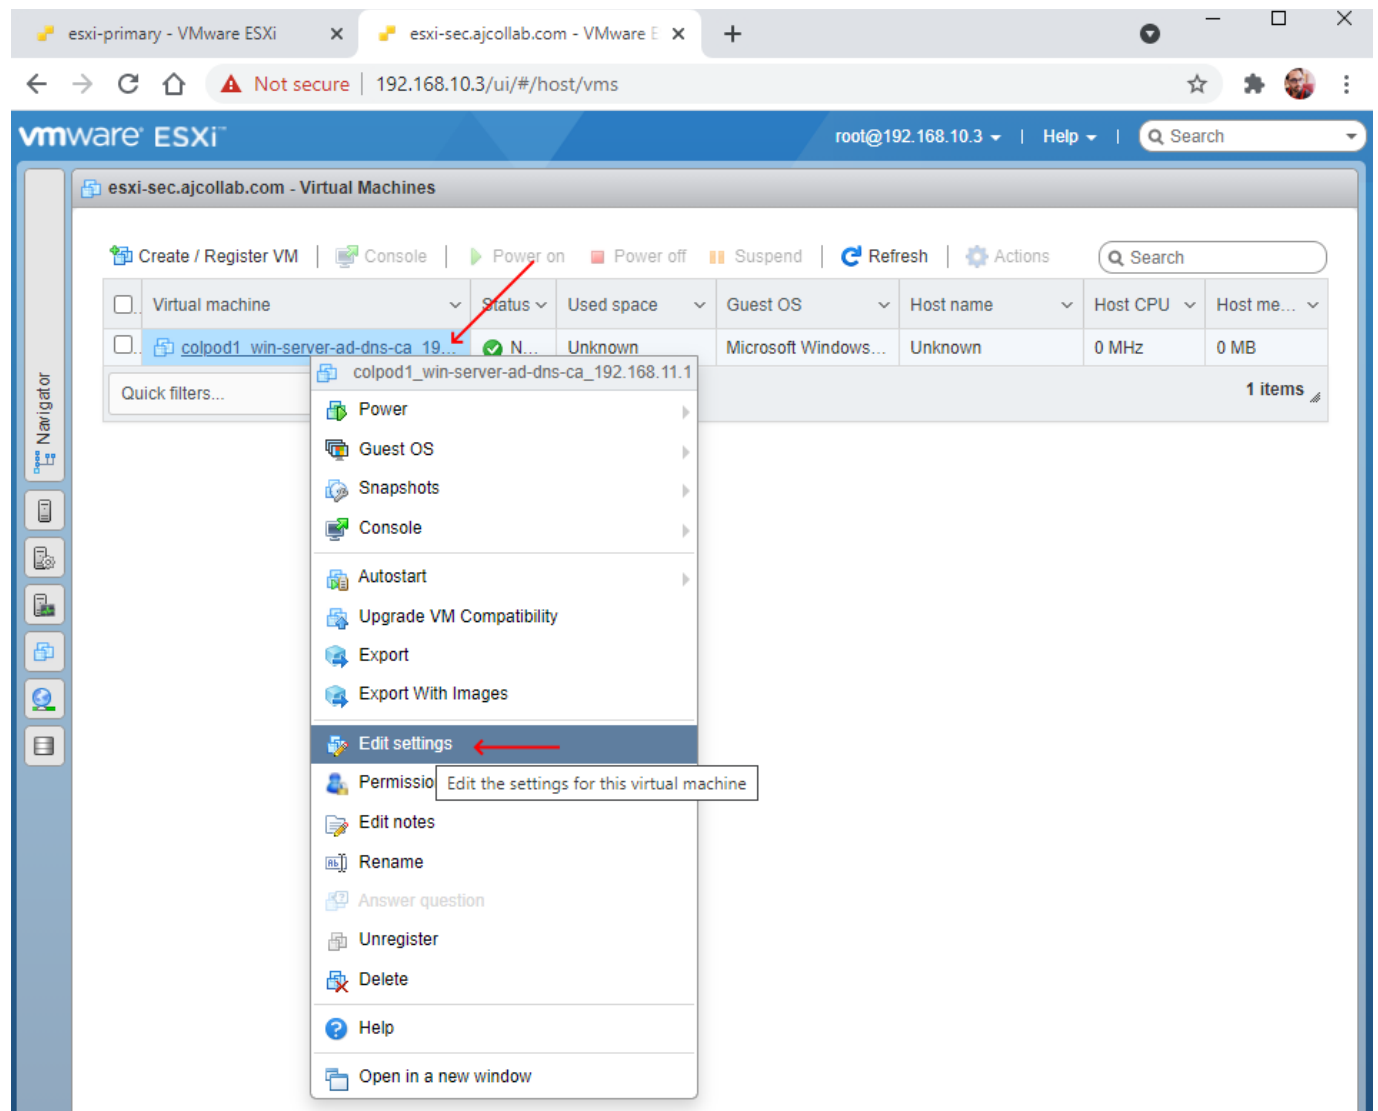 esxi-primary - VMware ESXi
esxi-sec.ajcollab.com - VMware E
Not secure | 192.168.10.3/ui/#/host/vms
vmware ESXi
root@192.168.10.3 | Help | Search
esxi-sec.ajcollab.com - Virtual Machines
Create / Register VM | Console | Power on Power off Suspend | Refresh | Actions Search
Virtual machine Status Used space Guest OS Host name Host CPU Host me...
colpod1_win-server-ad-dns-ca_19... N... Unknown Microsoft Windows... Unknown 0 MHz 0 MB
Quick filters...
1 items
Navigator
colpod1_win-server-ad-dns-ca_192.168.11.1
Power
Guest OS
Snapshots
Console
Autostart
Upgrade VM Compatibility
Export
Export With Images
Edit settings
Permissio
Edit the settings for this virtual machine
Edit notes
Rename
Answer question
Unregister
Delete
Help
Open in a new window